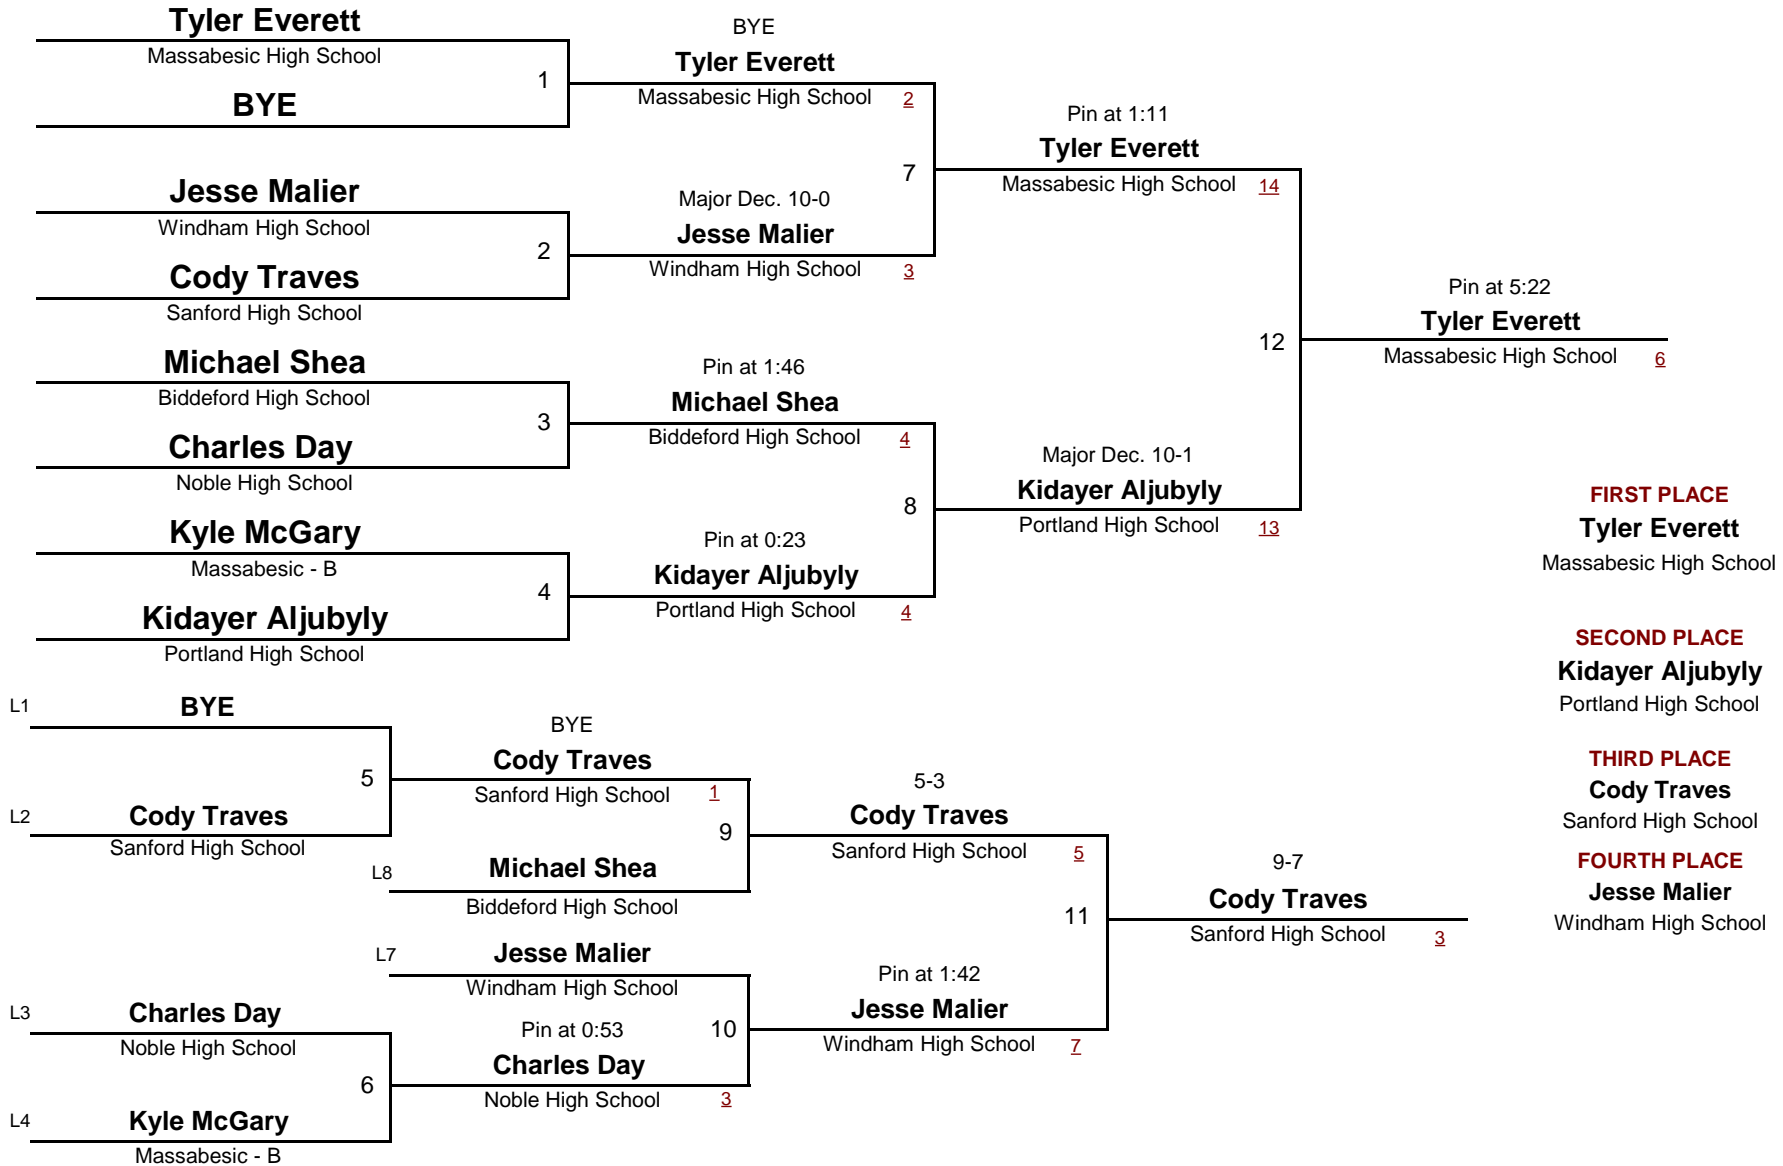 Tyler Everett
Massabesic High School
1
BYE
Jesse Malier
Windham High School
2
Cody Traves
Sanford High School
Michael Shea
Biddeford High School
3
Charles Day
Noble High School
Kyle McGary
Massabesic - B
4
Kidayer Aljubyly
Portland High School
BYE
Tyler Everett
Massabesic High School 2
7
Major Dec. 10-0
Jesse Malier
Windham High School 3
Pin at 1:46
Michael Shea
Biddeford High School 4
8
Pin at 0:23
Kidayer Aljubyly
Portland High School 4
Pin at 1:11
Tyler Everett
Massabesic High School 14
12
Major Dec. 10-1
Kidayer Aljubyly
Portland High School 13
Pin at 5:22
Tyler Everett
Massabesic High School 6
FIRST PLACE
Tyler Everett
Massabesic High School
SECOND PLACE
Kidayer Aljubyly
Portland High School
THIRD PLACE
Cody Traves
Sanford High School
FOURTH PLACE
Jesse Malier
Windham High School
L1 BYE
5
L2 Cody Traves
Sanford High School
L3 Charles Day
Noble High School
6
L4 Kyle McGary
Massabesic - B
BYE
Cody Traves
Sanford High School 1
9
L8 Michael Shea
Biddeford High School
L7 Jesse Malier
Windham High School
10
Pin at 0:53
Charles Day
Noble High School 3
5-3
Cody Traves
Sanford High School 5
11
Pin at 1:42
Jesse Malier
Windham High School 7
9-7
Cody Traves
Sanford High School 3